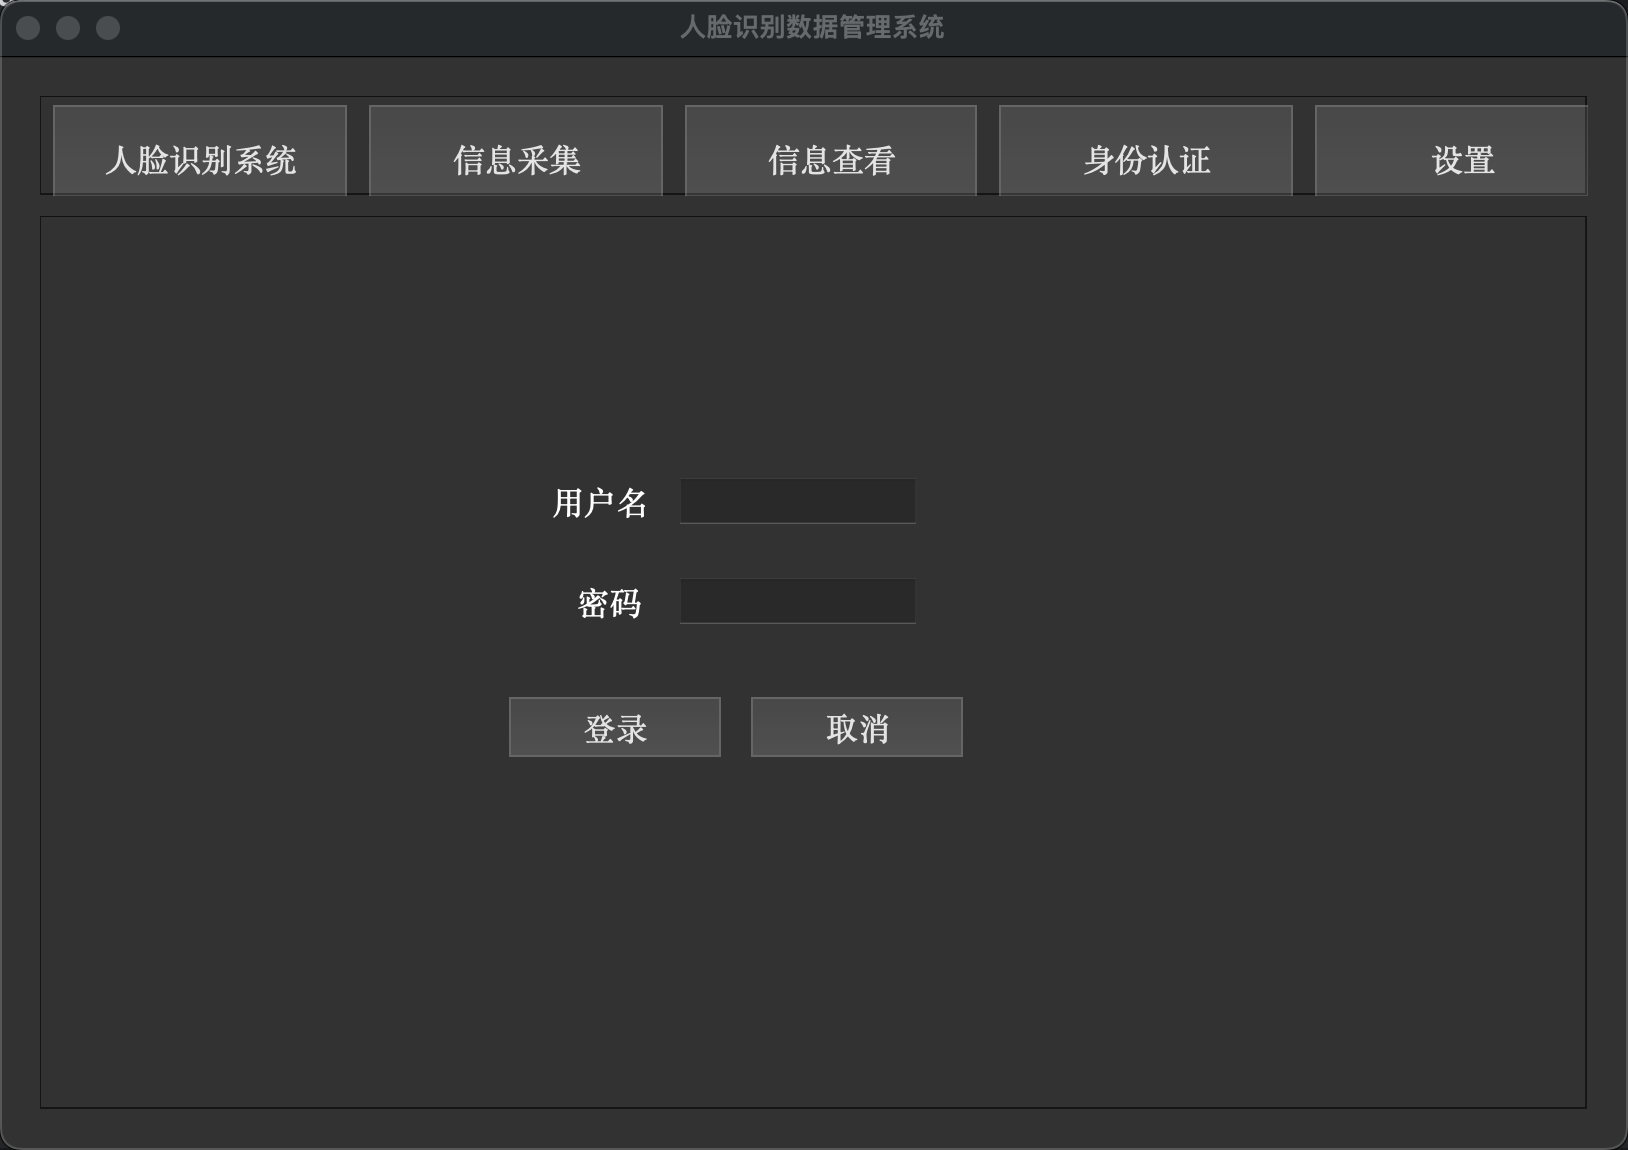 人脸识别数据管理系统
人脸识别系统 信息采集 信息查看 身份认证 设置
用户名
密码
登录 取消